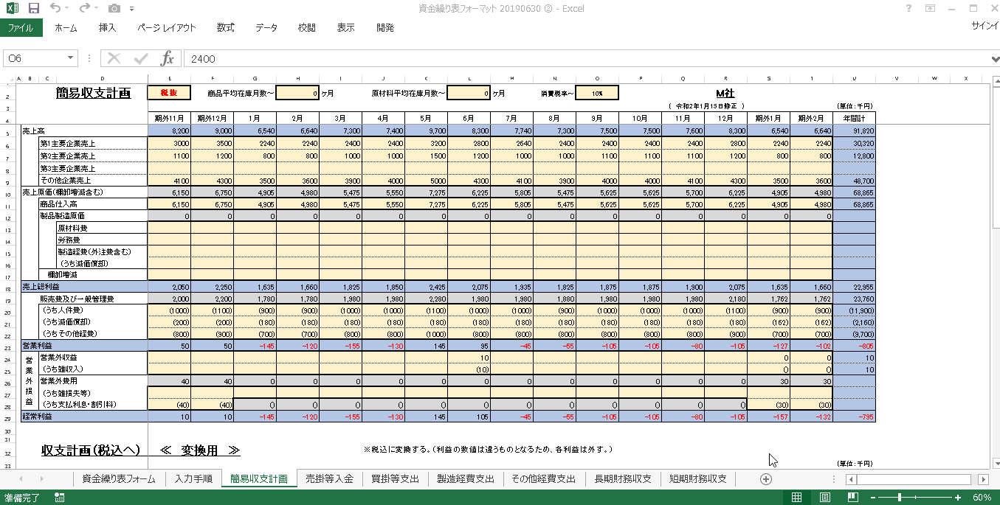 資金繰り表フォーマット 20190630 ② - Excel
ファイル ホーム 挿入 ページ レイアウト 数式 データ 校閲 表示 開発 サインイ
O6 fx 2400
A B C D E F G H I J K L M N O P Q R S T U V W X
2 簡易収支計画 税抜 商品平均在庫月数～ 0 ヶ月 原材料平均在庫月数～ 0 ヶ月 消費税率～ 10% M社
3 ( 令和2年1月13日修正 ) (単位:千円)
4 期外11月 期外12月 1月 2月 3月 4月 5月 6月 7月 8月 9月 10月 11月 12月 期外1月 期外2月 年間計
5 売上高 8,200 9,000 6,540 6,640 7,300 7,400 9,700 8,300 7,740 7,300 7,500 7,500 7,600 8,300 6,540 6,640 91,820
6 第1主要企業売上 3000 3500 2240 2240 2400 2400 3200 2800 2640 2400 2400 2400 2400 2800 2240 2240 30,320
7 第2主要企業売上 1100 1200 800 800 1000 1000 1500 1200 1000 1000 1100 1100 1100 1200 800 800 12,800
8 第3主要企業売上
9 その他企業売上 4100 4300 3500 3600 3900 4000 5000 4300 4100 3900 4000 4000 4100 4300 3500 3600 48,700
10 売上原価(棚卸増減含む) 6,150 6,750 4,905 4,980 5,475 5,550 7,275 6,225 5,805 5,475 5,625 5,625 5,700 6,225 4,905 4,980 68,865
11 商品仕入高 6,150 6,750 4,905 4,980 5,475 5,550 7,275 6,225 5,805 5,475 5,625 5,625 5,700 6,225 4,905 4,980 68,865
12 製品製造原価 0 0 0 0 0 0 0 0 0 0 0 0 0 0 0 0
13 原材料費
14 労務費
15 製造経費(外注費含む)
16 (うち減価償却)
17 棚卸増減
18 売上総利益 2,050 2,250 1,635 1,660 1,825 1,850 2,425 2,075 1,935 1,825 1,875 1,875 1,900 2,075 1,635 1,660 22,955
19 販売費及び一般管理費 2,000 2,200 1,780 1,780 1,980 1,980 2,280 1,980 1,980 1,880 1,980 1,980 1,980 2,180 1,762 1,762 23,760
20 (うち人件費) (1000) (1100) (900) (900) (1000) (1000) (1100) (1000) (1000) (900) (1000) (1000) (1000) (1100) (900) (900) (11,900)
21 (うち減価償却) (200) (200) (180) (180) (180) (180) (180) (180) (180) (180) (180) (180) (180) (180) (162) (162) (2,160)
22 (うちその他経費) (800) (900) (700) (700) (800) (800) (1000) (800) (800) (800) (800) (800) (800) (900) (700) (700) (9,700)
23 営業利益 50 50 -145 -120 -155 -130 145 95 -45 -55 -105 -105 -80 -105 -127 -102 -805
24 営業外損益 営業外収益 10 0 0 10
25 (うち雑収入) (10) 0 0 10
26 営業外費用 40 40 0 0 0 0 0 0 0 0 0 0 0 0 30 30
27 (うち雑損失等)
28 (うち支払利息・割引料) (40) (40) 0 0 0 0 0 0 0 0 0 0 0 0 (30) (30)
29 経常利益 10 10 -145 -120 -155 -130 145 105 -45 -55 -105 -105 -80 -105 -157 -132 -795
30
31
32 収支計画(税込へ) ≪ 変換用 ≫ ※税込に変換する。(利益の数値は違うものとなるため、各利益は外す。)
33 (単位:千円)
資金繰り表フォーム 入力手順 簡易収支計画 売掛等入金 買掛等支出 製造経費支出 その他経費支出 長期財務収支 短期財務収支
準備完了 60%